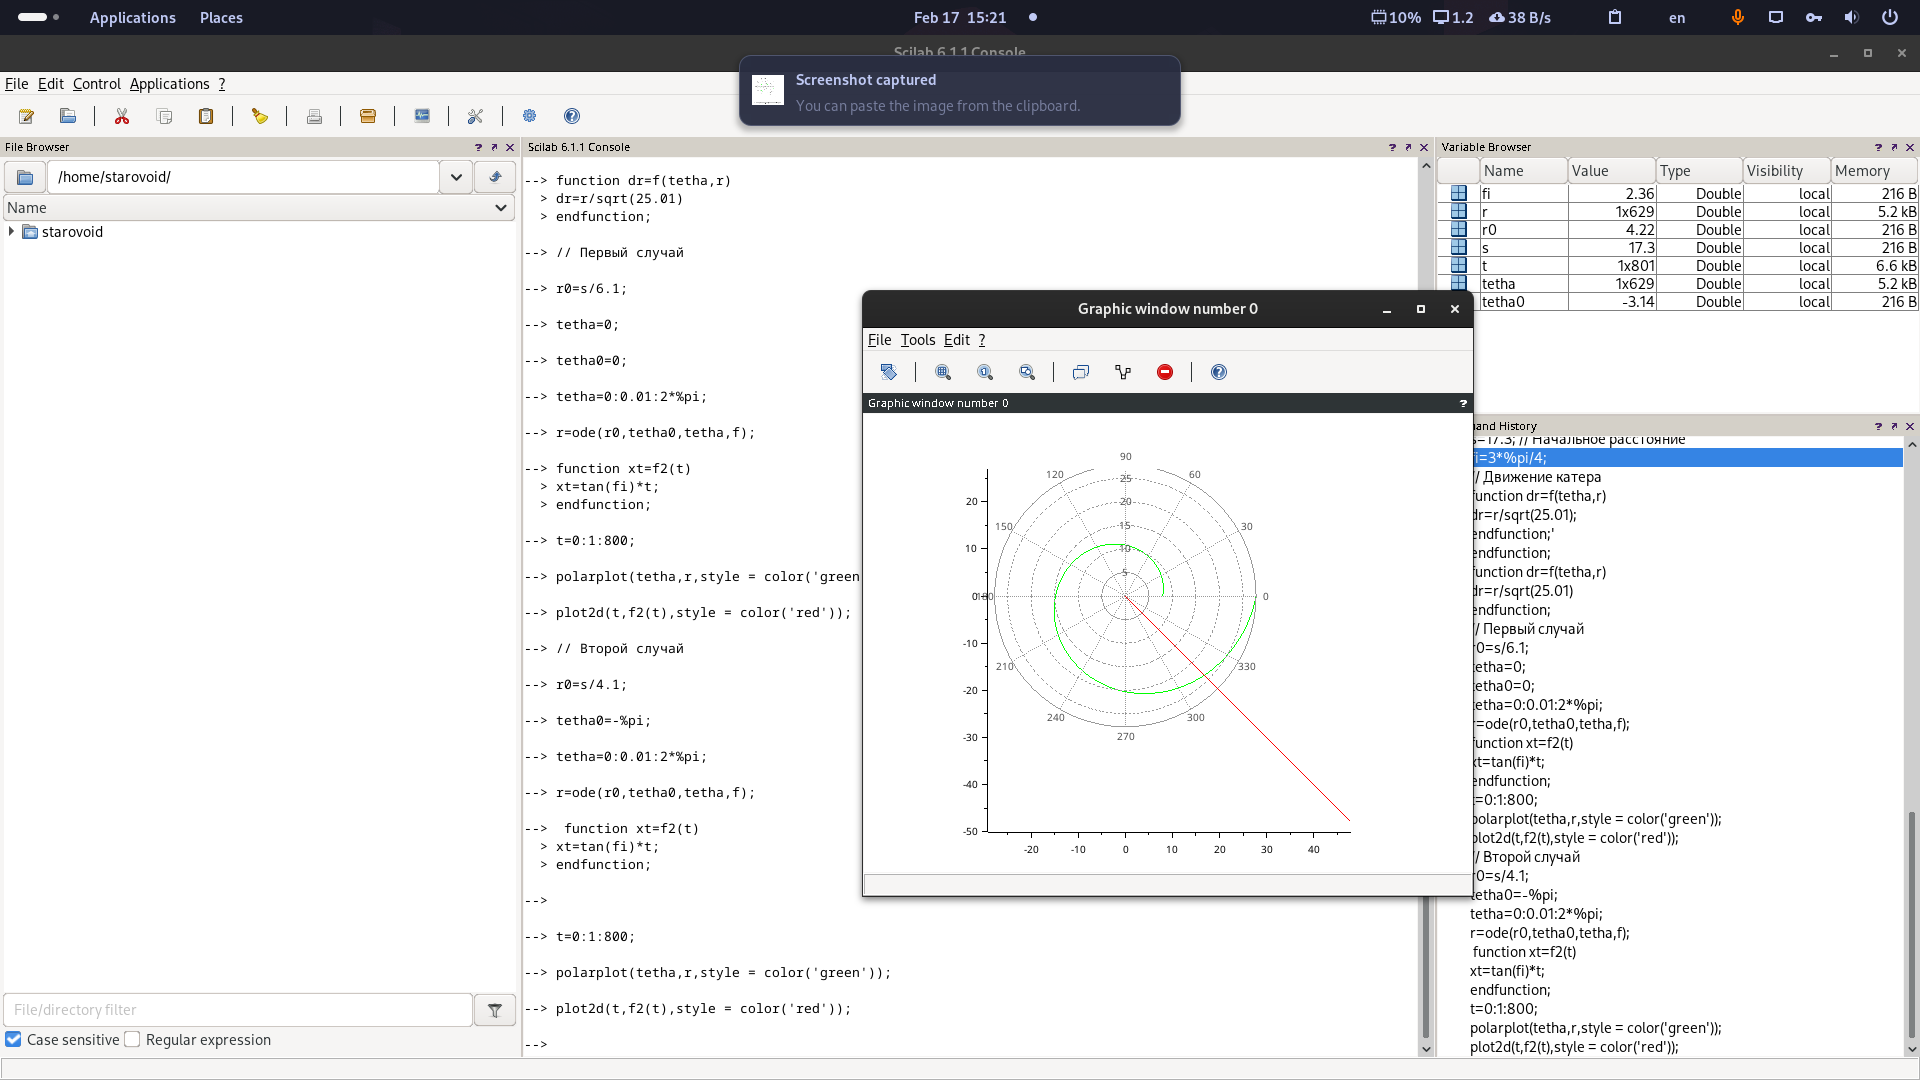 Applications Places
Feb 17 15:21
10% 1.2 38 B/s
en
Scilab 6.1.1 Console
Screenshot captured
You can paste the image from the clipboard.
File Edit Control Applications ?
File Browser
/home/starovoid/
Name
starovoid
File/directory filter
Case sensitive
Regular expression
Scilab 6.1.1 Console
--> function dr=f(tetha,r)
> dr=r/sqrt(25.01)
> endfunction;
--> // Первый случай
--> r0=s/6.1;
--> tetha=0;
--> tetha0=0;
--> tetha=0:0.01:2*%pi;
--> r=ode(r0,tetha0,tetha,f);
--> function xt=f2(t)
> xt=tan(fi)*t;
> endfunction;
--> t=0:1:800;
--> polarplot(tetha,r,style = color('green
--> plot2d(t,f2(t),style = color('red'));
--> // Второй случай
--> r0=s/4.1;
--> tetha0=-%pi;
--> tetha=0:0.01:2*%pi;
--> r=ode(r0,tetha0,tetha,f);
--> function xt=f2(t)
> xt=tan(fi)*t;
> endfunction;
-->
--> t=0:1:800;
--> polarplot(tetha,r,style = color('green'));
--> plot2d(t,f2(t),style = color('red'));
-->
Graphic window number 0
File Tools Edit ?
Graphic window number 0 ?
90
120 60
150 30
180 0
210 330
240 300
270
25
20
15
10
5
20
10
0
-10
-20
-30
-40
-50
-20 -10 0 10 20 30 40
Variable Browser
Name Value Type Visibility Memory
fi 2.36 Double local 216 B
r 1x629 Double local 5.2 kB
r0 4.22 Double local 216 B
s 17.3 Double local 216 B
t 1x801 Double local 6.6 kB
tetha 1x629 Double local 5.2 kB
tetha0 -3.14 Double local 216 B
and History
s=17.3; // Начальное расстояние
fi=3*%pi/4;
// Движение катера
function dr=f(tetha,r)
dr=r/sqrt(25.01);
endfunction;'
endfunction;
function dr=f(tetha,r)
dr=r/sqrt(25.01)
endfunction;
// Первый случай
r0=s/6.1;
tetha=0;
tetha0=0;
tetha=0:0.01:2*%pi;
r=ode(r0,tetha0,tetha,f);
function xt=f2(t)
xt=tan(fi)*t;
endfunction;
t=0:1:800;
polarplot(tetha,r,style = color('green'));
plot2d(t,f2(t),style = color('red'));
// Второй случай
r0=s/4.1;
tetha0=-%pi;
tetha=0:0.01:2*%pi;
r=ode(r0,tetha0,tetha,f);
function xt=f2(t)
xt=tan(fi)*t;
endfunction;
t=0:1:800;
polarplot(tetha,r,style = color('green'));
plot2d(t,f2(t),style = color('red'));